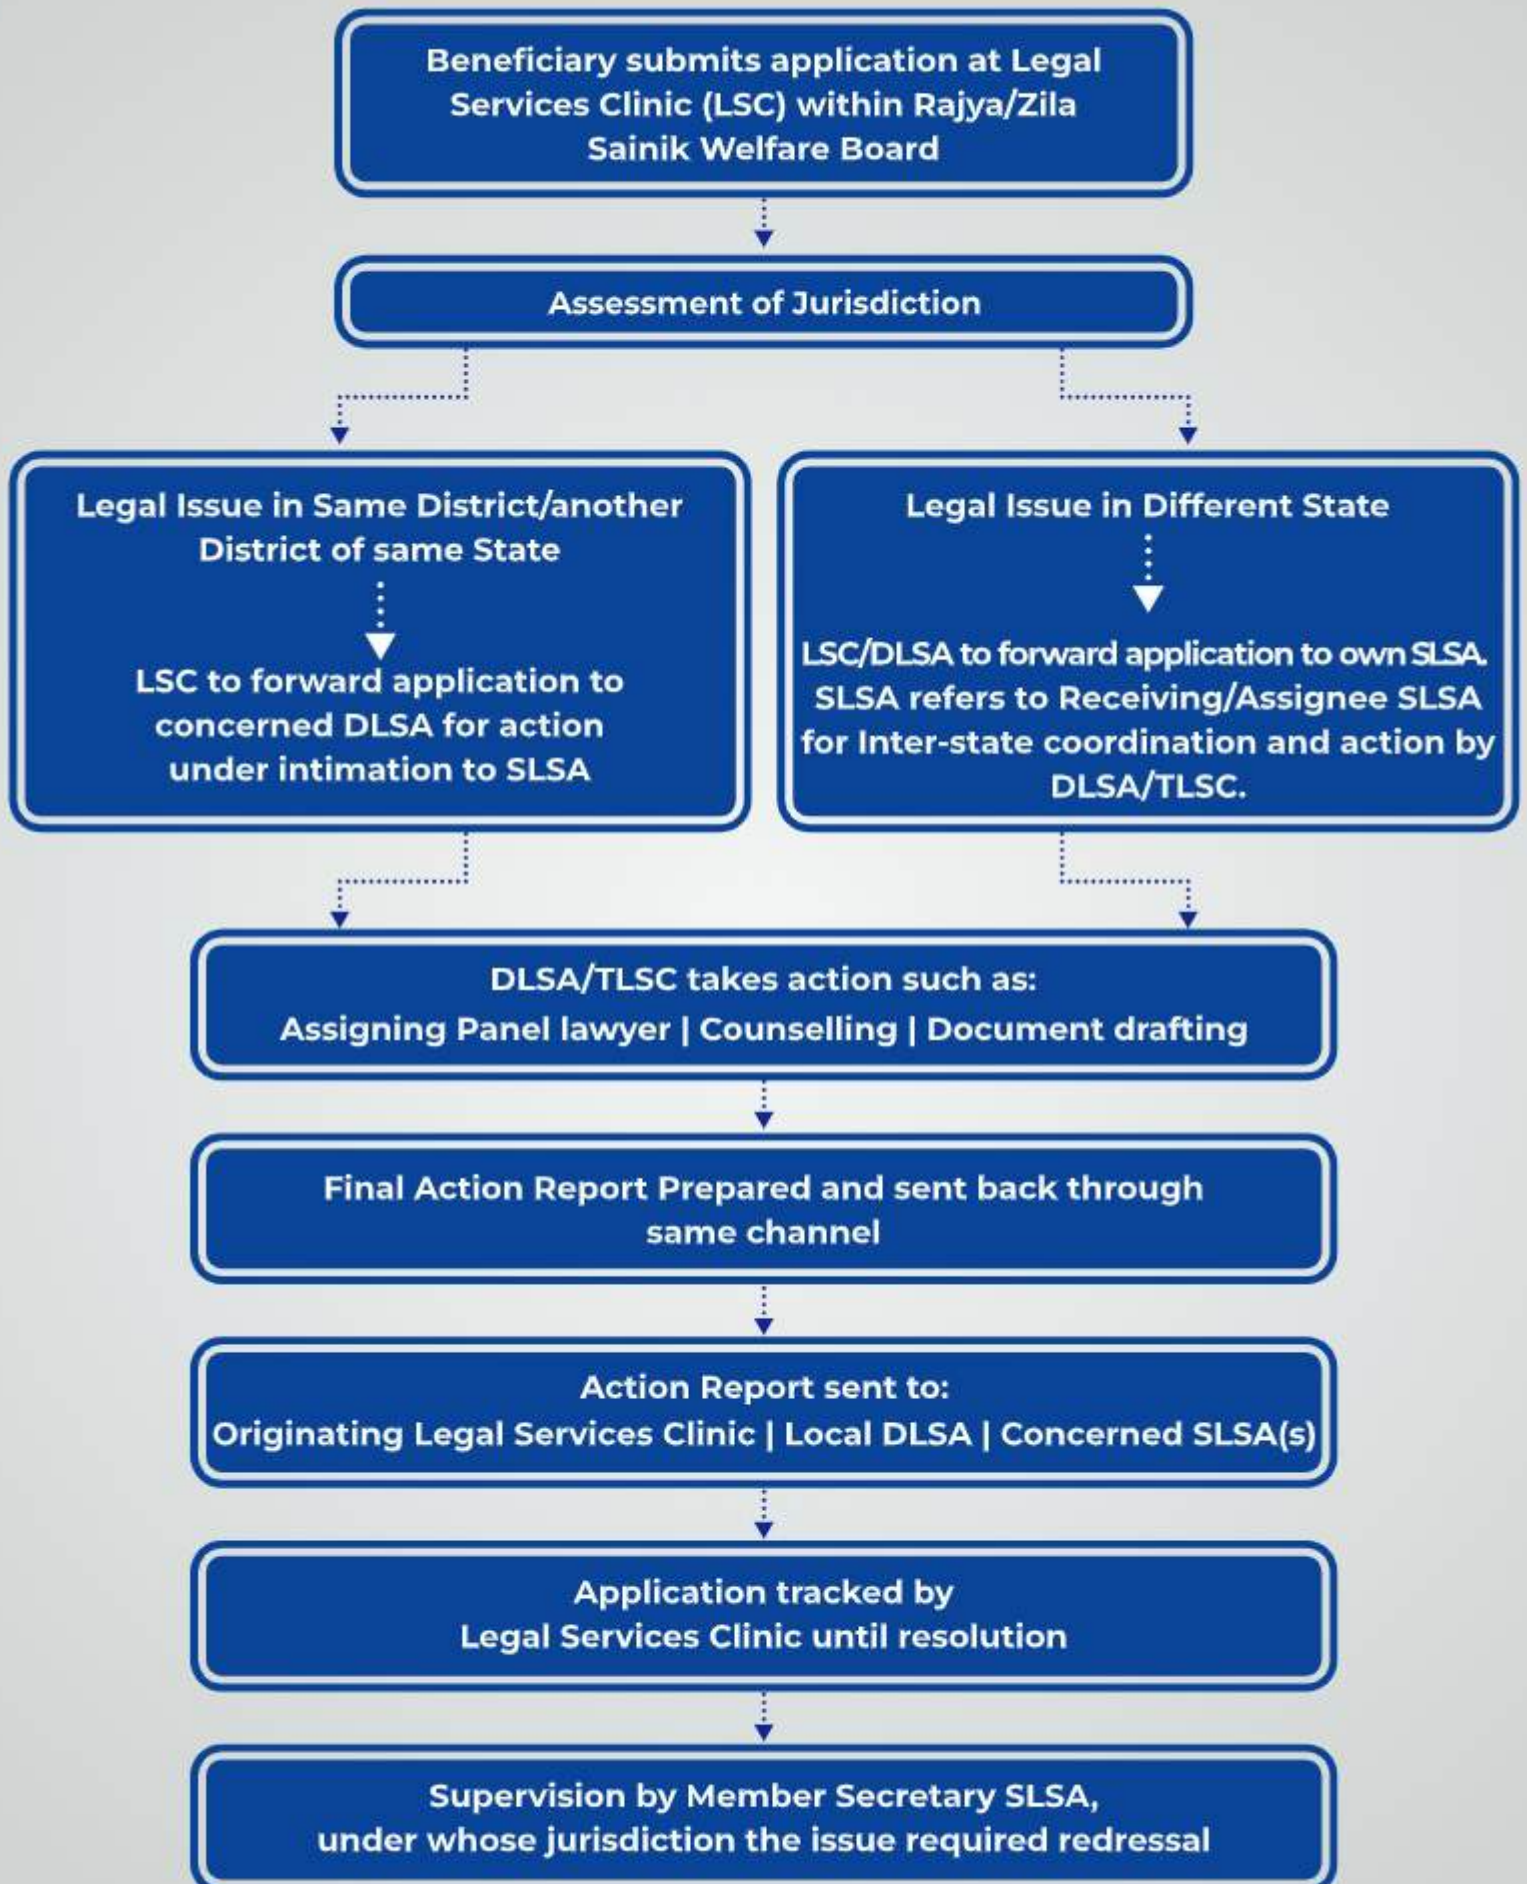 Beneficiary submits application at Legal
Services Clinic (LSC) within Rajya/Zila
Sainik Welfare Board
Assessment of Jurisdiction
Legal Issue in Same District/another
District of same State
LSC to forward application to
concerned DLSA for action
under intimation to SLSA
Legal Issue in Different State
LSC/DLSA to forward application to own SLSA.
SLSA refers to Receiving/Assignee SLSA
for Inter-state coordination and action by
DLSA/TLSC.
DLSA/TLSC takes action such as:
Assigning Panel lawyer | Counselling | Document drafting
Final Action Report Prepared and sent back through
same channel
Action Report sent to:
Originating Legal Services Clinic | Local DLSA | Concerned SLSA(s)
Application tracked by
Legal Services Clinic until resolution
Supervision by Member Secretary SLSA,
under whose jurisdiction the issue required redressal